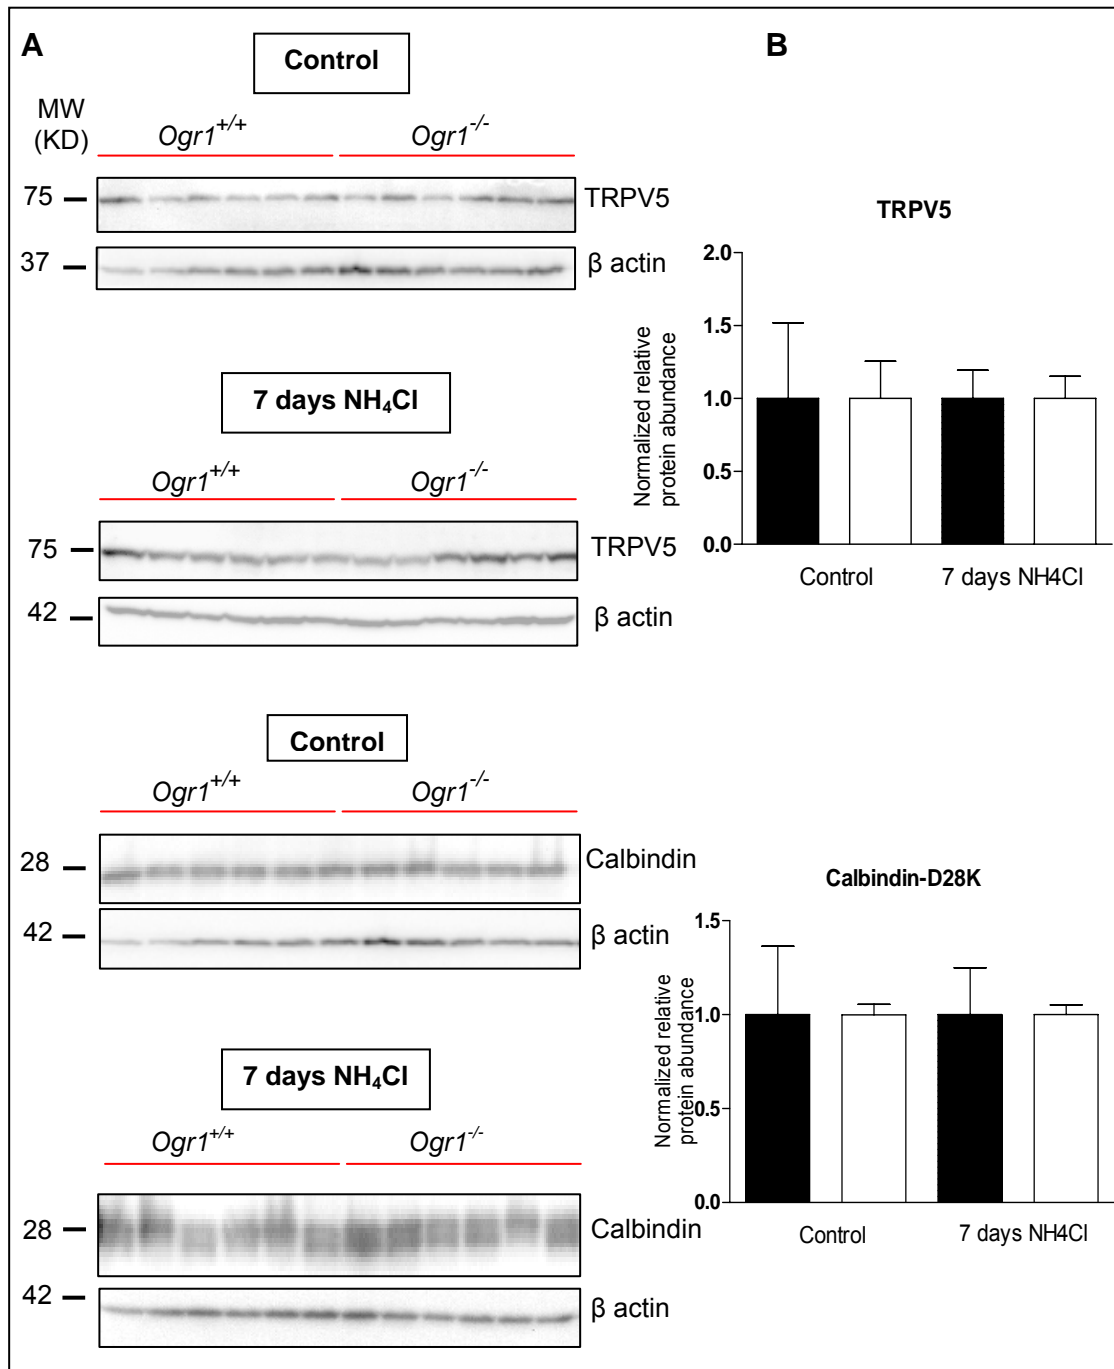 A
Control
MW
(KD)
Ogr1+/+ Ogr1-/-
75 TRPV5
37 β actin
7 days NH₄Cl
Ogr1+/+ Ogr1-/-
75 TRPV5
42 β actin
Control
Ogr1+/+ Ogr1-/-
28 Calbindin
42 β actin
7 days NH₄Cl
Ogr1+/+ Ogr1-/-
28 Calbindin
42 β actin
B
TRPV5
Normalized relative
protein abundance
2.0
1.5
1.0
0.5
0.0
Control 7 days NH4Cl
Calbindin-D28K
Normalized relative
protein abundance
1.5
1.0
0.5
0.0
Control 7 days NH4Cl